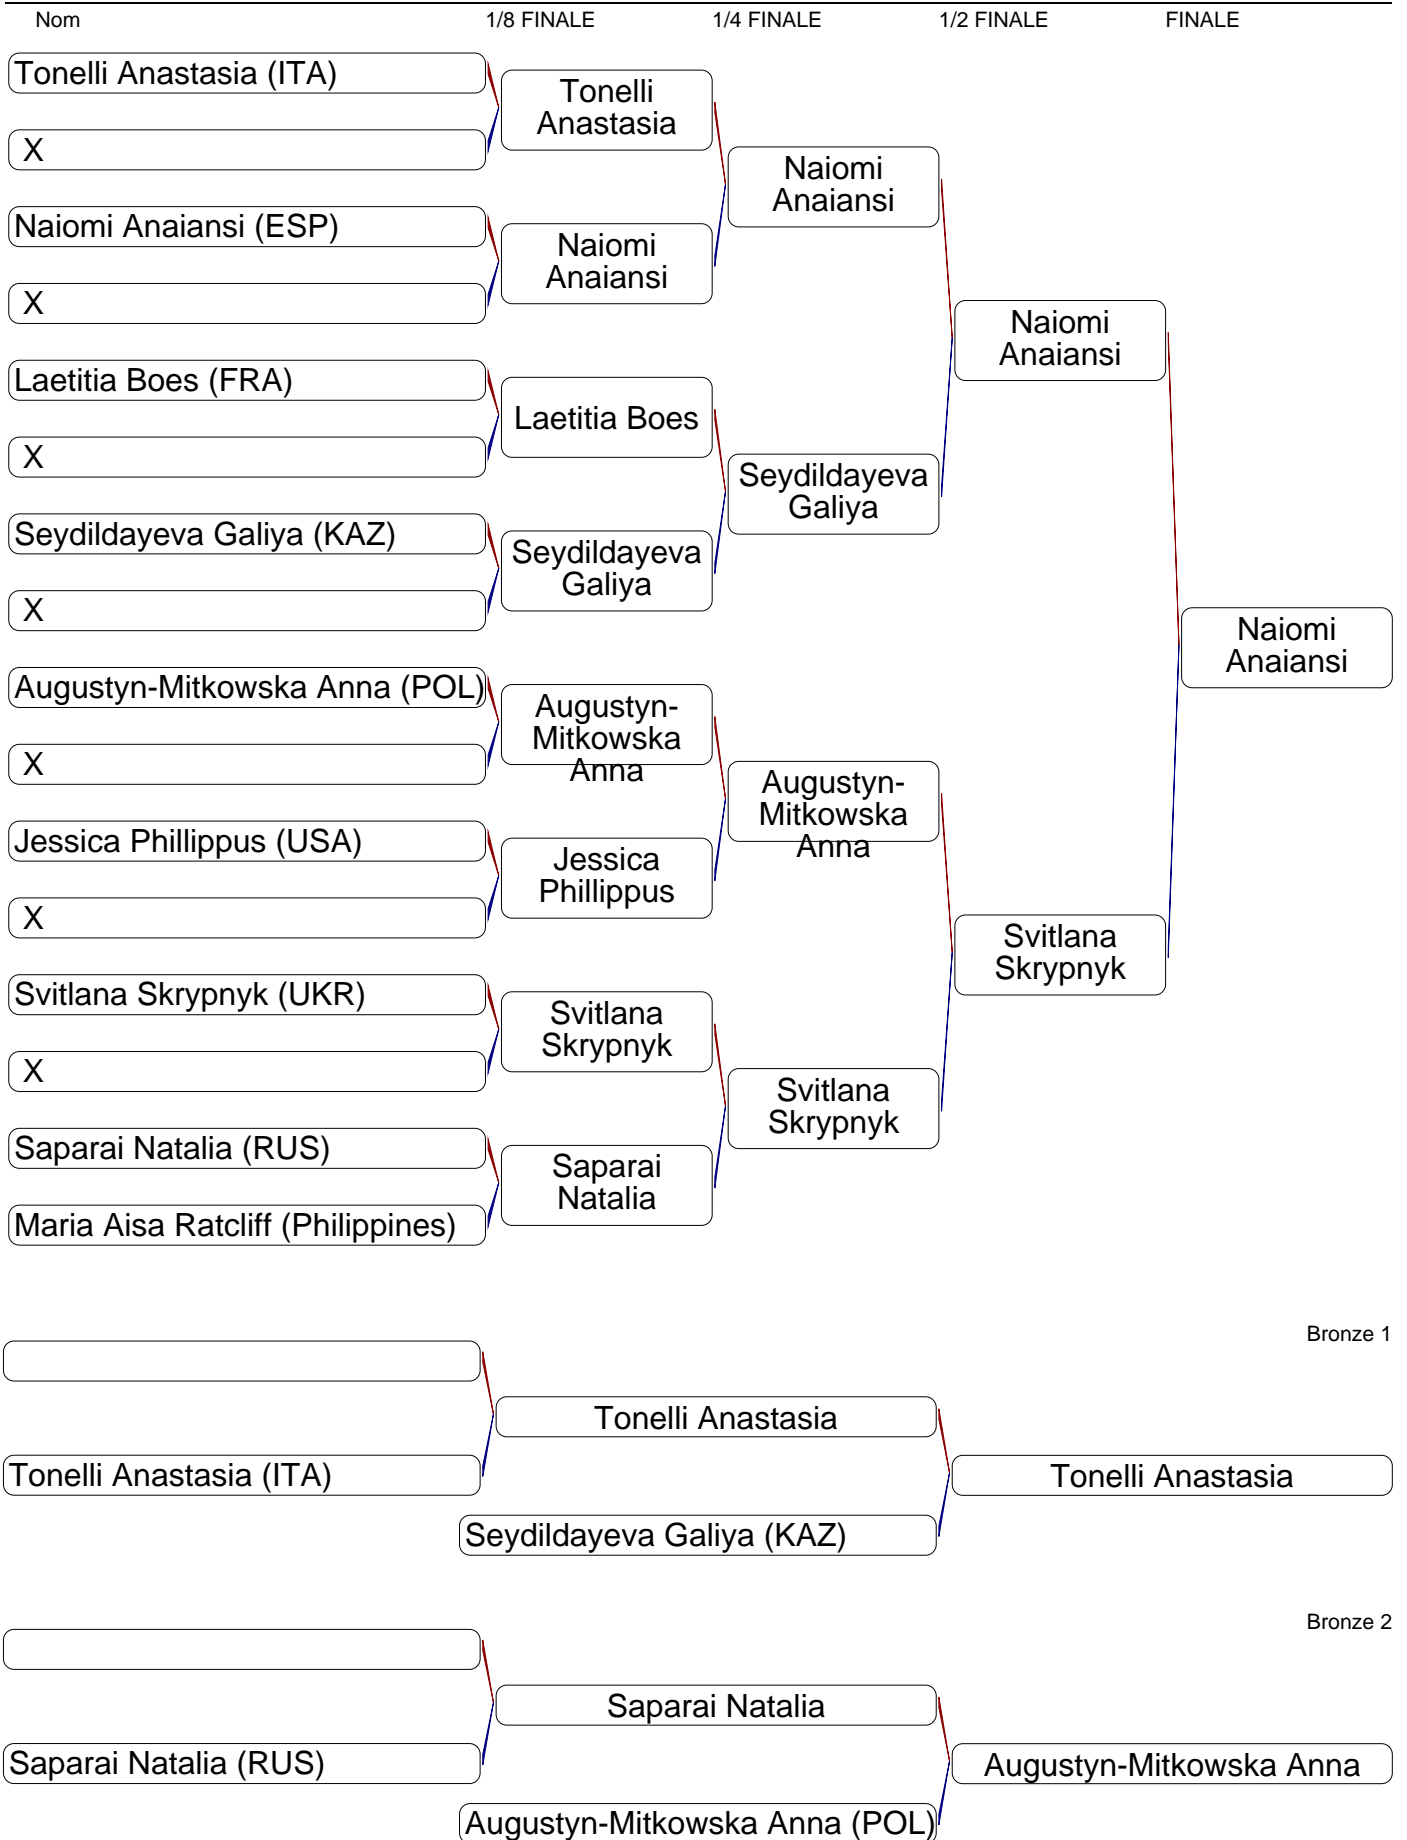 Nom 1/8 FINALE 1/4 FINALE 1/2 FINALE FINALE
Tonelli Anastasia (ITA)
X
Naiomi Anaiansi (ESP)
X
Laetitia Boes (FRA)
X
Seydildayeva Galiya (KAZ)
X
Augustyn-Mitkowska Anna (POL)
X
Jessica Phillippus (USA)
X
Svitlana Skrypnyk (UKR)
X
Saparai Natalia (RUS)
Maria Aisa Ratcliff (Philippines)
Tonelli
Anastasia
Naiomi
Anaiansi
Laetitia Boes
Seydildayeva
Galiya
Augustyn-
Mitkowska
Anna
Jessica
Phillippus
Svitlana
Skrypnyk
Saparai
Natalia
Naiomi
Anaiansi
Seydildayeva
Galiya
Augustyn-
Mitkowska
Anna
Svitlana
Skrypnyk
Naiomi
Anaiansi
Svitlana
Skrypnyk
Naiomi
Anaiansi
Bronze 1
Tonelli Anastasia
Tonelli Anastasia (ITA)
Tonelli Anastasia
Seydildayeva Galiya (KAZ)
Bronze 2
Saparai Natalia
Saparai Natalia (RUS)
Augustyn-Mitkowska Anna
Augustyn-Mitkowska Anna (POL)